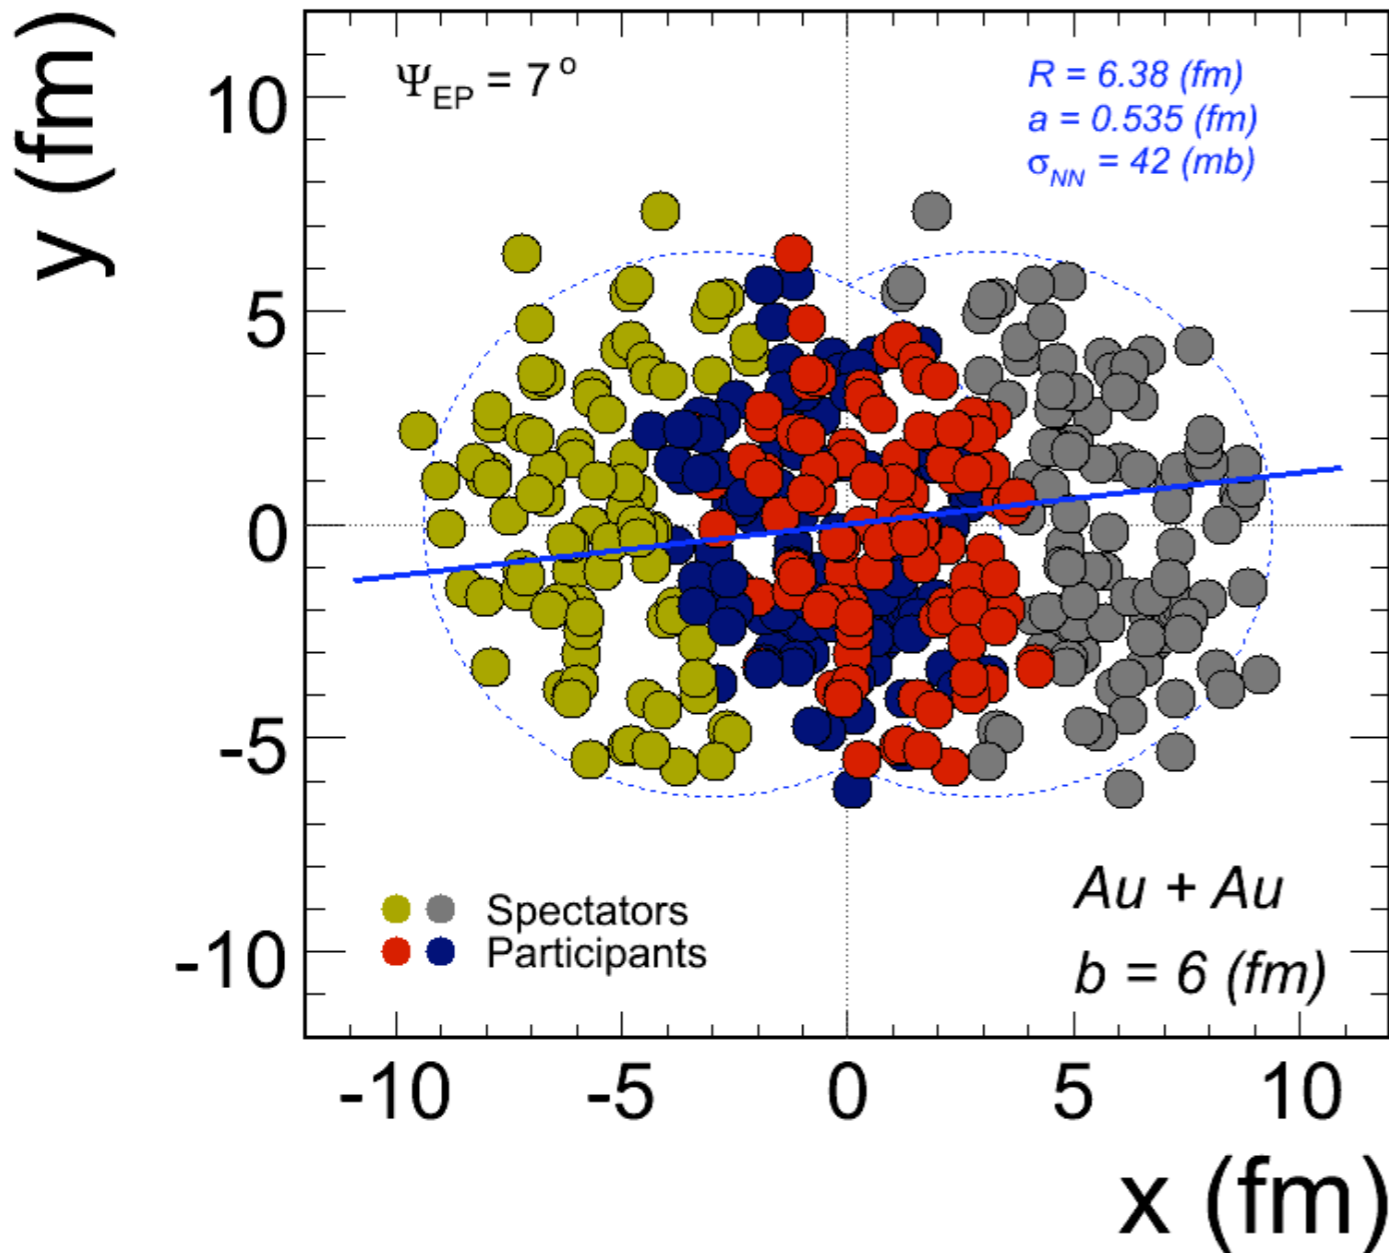 Ψ_EP = 7°
R = 6.38 (fm)
a = 0.535 (fm)
σ_NN = 42 (mb)
y (fm)
10
5
0
-5
-10
Spectators
Participants
Au + Au
b = 6 (fm)
-10 -5 0 5 10
x (fm)